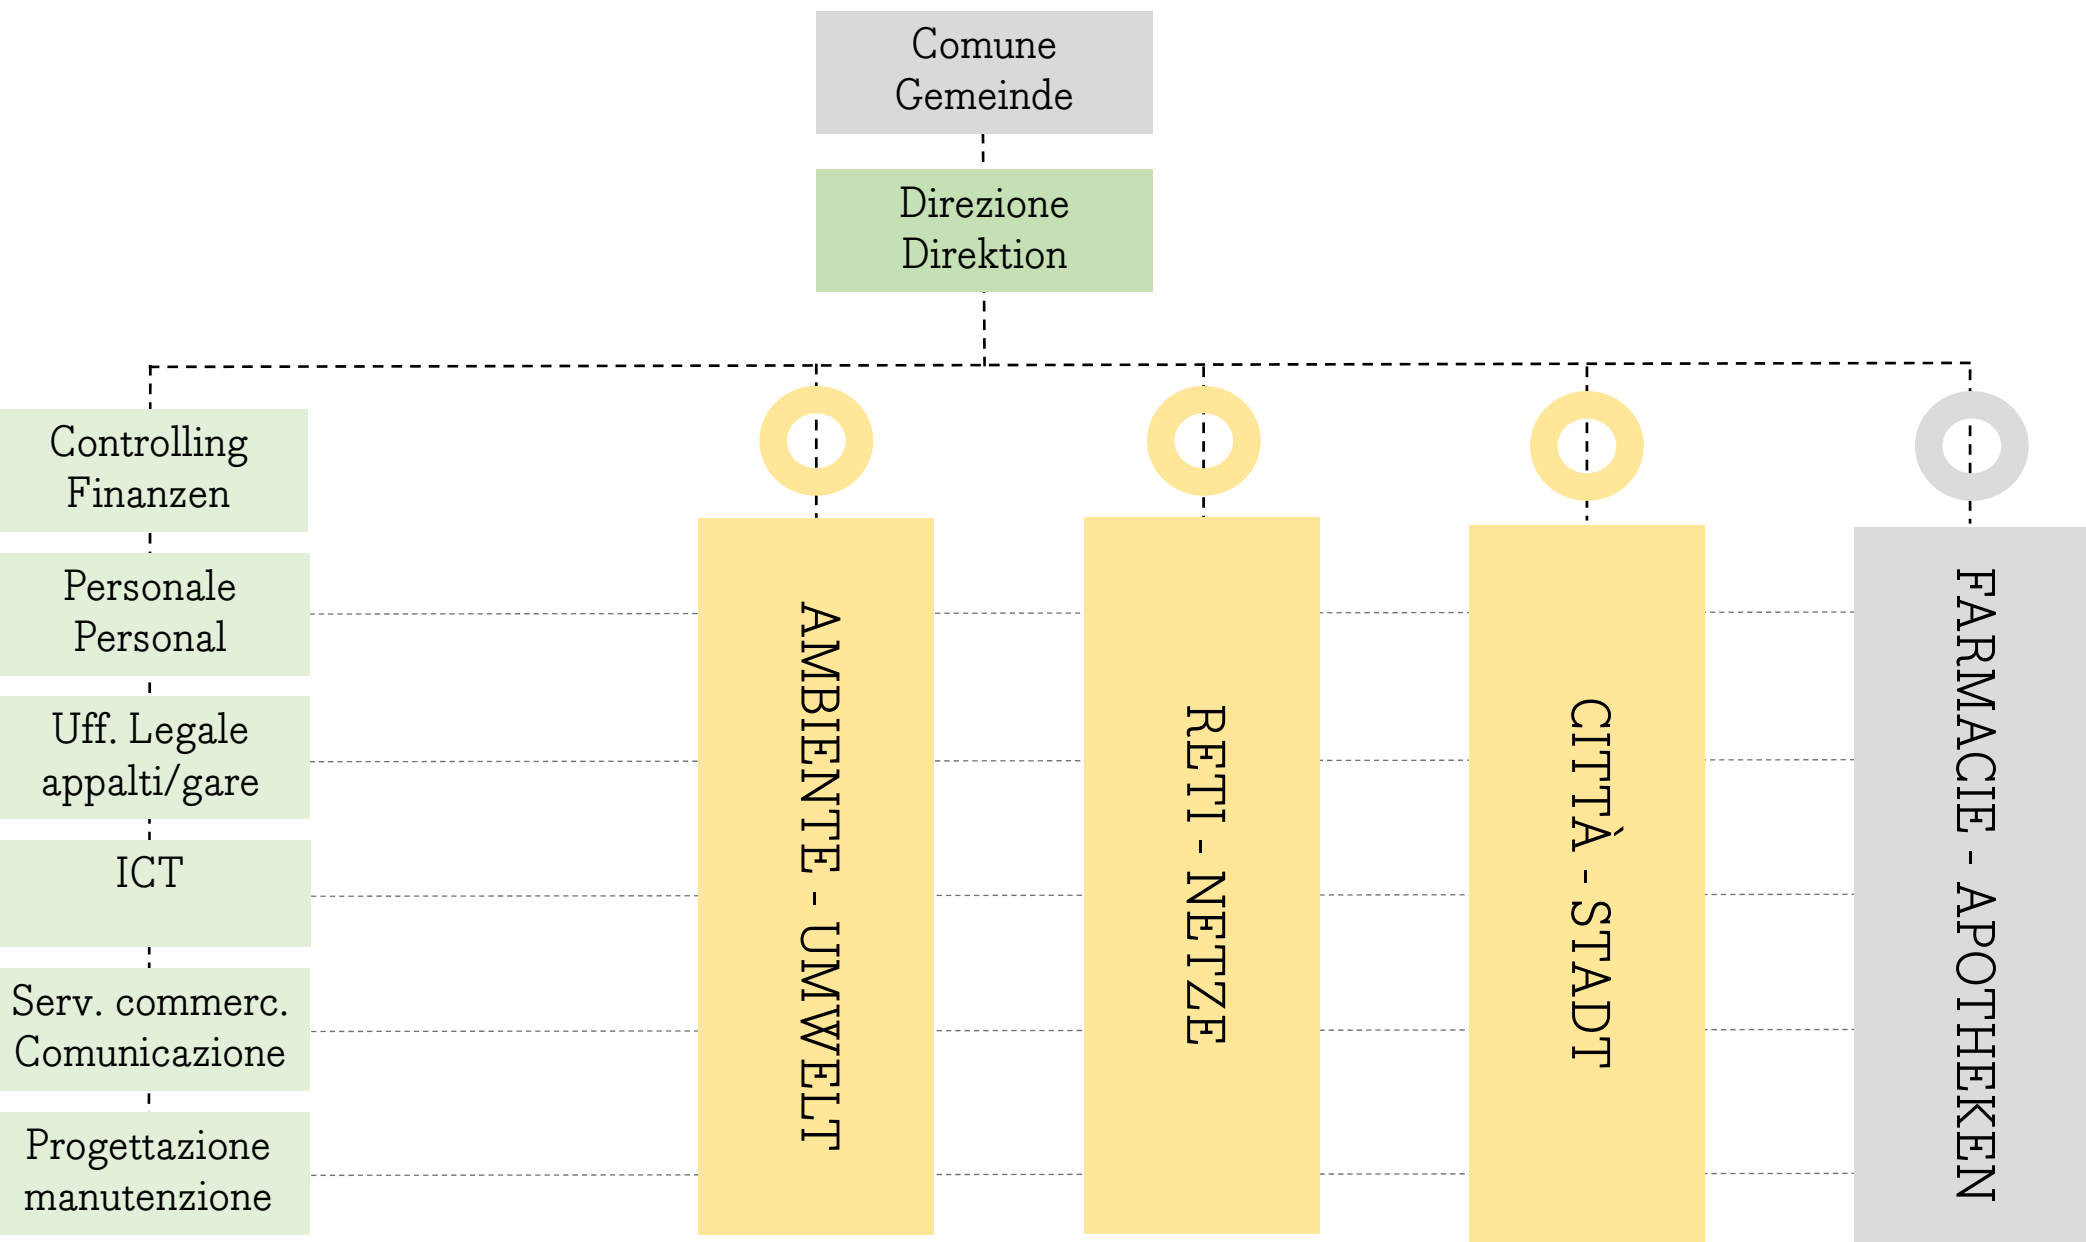 Comune
Gemeinde
Direzione
Direktion
Controlling
Finanzen
Personale
Personal
Uff. Legale
appalti/gare
ICT
Serv. commerc.
Comunicazione
Progettazione
manutenzione
AMBIENTE - UMWELT
RETI - NETZE
CITTÀ - STADT
FARMACIE - APOTHEKEN